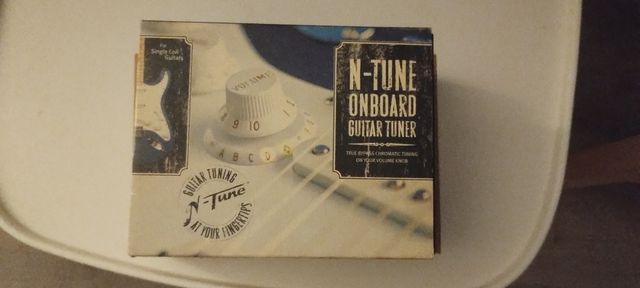 For
Single Coil
Guitars
VOLUME
9 10
A B C D
GUITAR TUNING
N-Tune
AT YOUR FINGERTIPS
N-TUNE
ONBOARD
GUITAR TUNER
TRUE BYPASS CHROMATIC TUNING
ON YOUR VOLUME KNOB